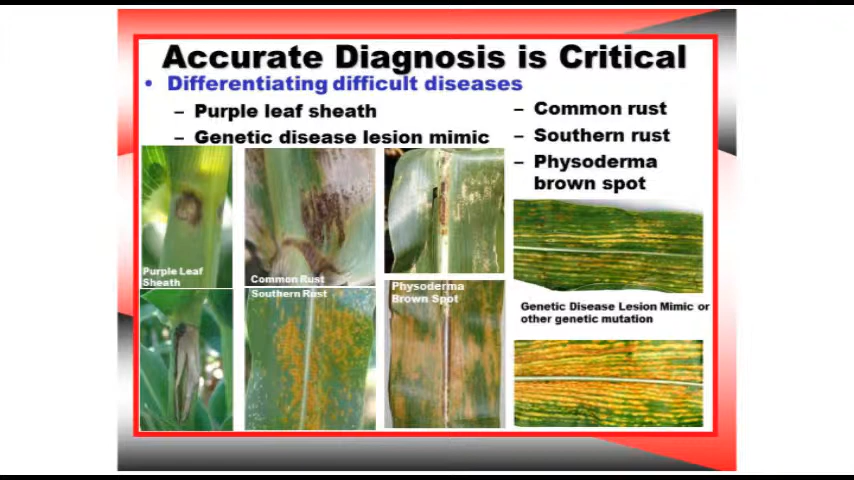 Accurate Diagnosis is Critical
• Differentiating difficult diseases
– Purple leaf sheath
– Genetic disease lesion mimic
– Common rust
– Southern rust
– Physoderma
brown spot
Purple Leaf
Sheath
Common Rust
Southern Rust
Physoderma
Brown Spot
Genetic Disease Lesion Mimic or
other genetic mutation